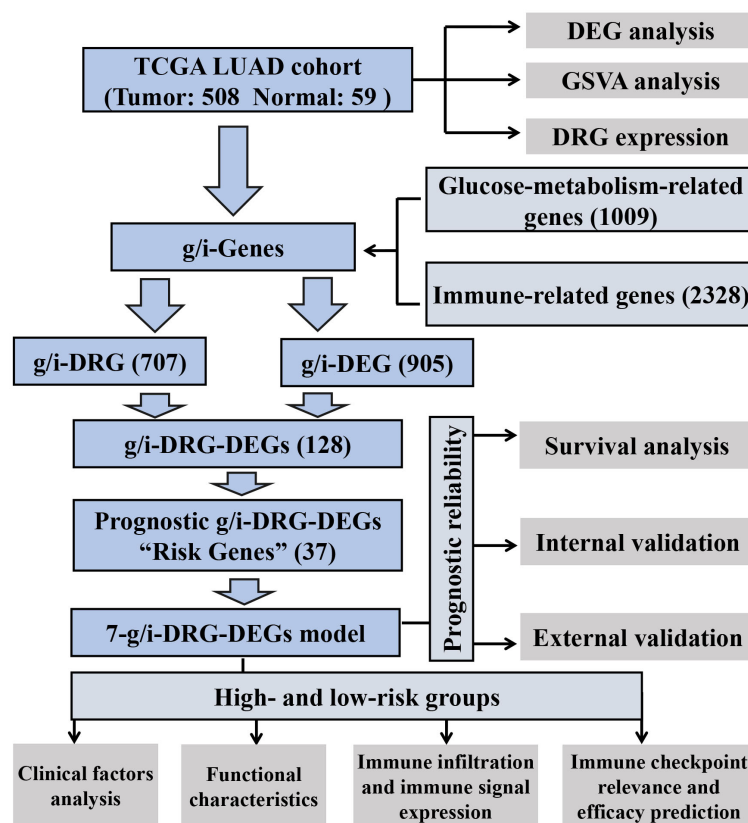 TCGA LUAD cohort
(Tumor: 508 Normal: 59 )
DEG analysis
GSVA analysis
DRG expression
Glucose-metabolism-related
genes (1009)
g/i-Genes
Immune-related genes (2328)
g/i-DRG (707)
g/i-DEG (905)
g/i-DRG-DEGs (128)
Prognostic g/i-DRG-DEGs
“Risk Genes” (37)
7-g/i-DRG-DEGs model
Prognostic reliability
Survival analysis
Internal validation
External validation
High- and low-risk groups
Clinical factors
analysis
Functional
characteristics
Immune infiltration
and immune signal
expression
Immune checkpoint
relevance and
efficacy prediction